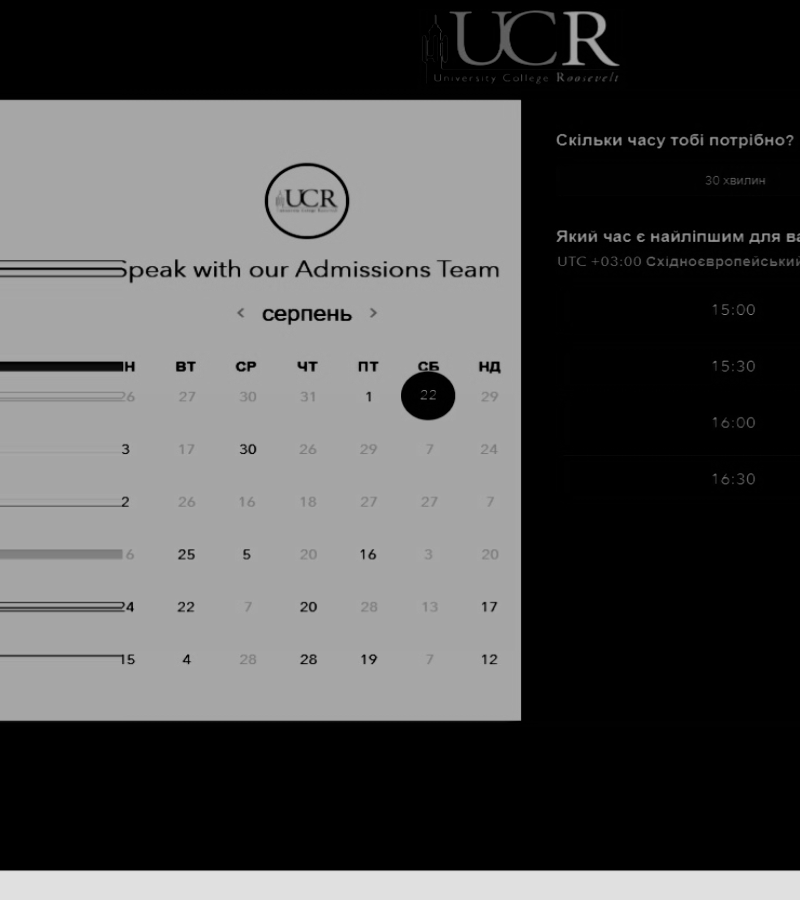 UCR
University College Roosevelt
UCR
Speak with our Admissions Team
< серпень >
Н ВТ СР ЧТ ПТ СБ НД
26 27 30 31 1 22 29
3 17 30 26 29 7 24
2 26 16 18 27 27 7
6 25 5 20 16 3 20
24 22 7 20 28 13 17
15 4 28 28 19 7 12
Скільки часу тобі потрібно?
30 хвилин
Який час є найліпшим для ва
UTC +03:00 Східноєвропейський
15:00
15:30
16:00
16:30